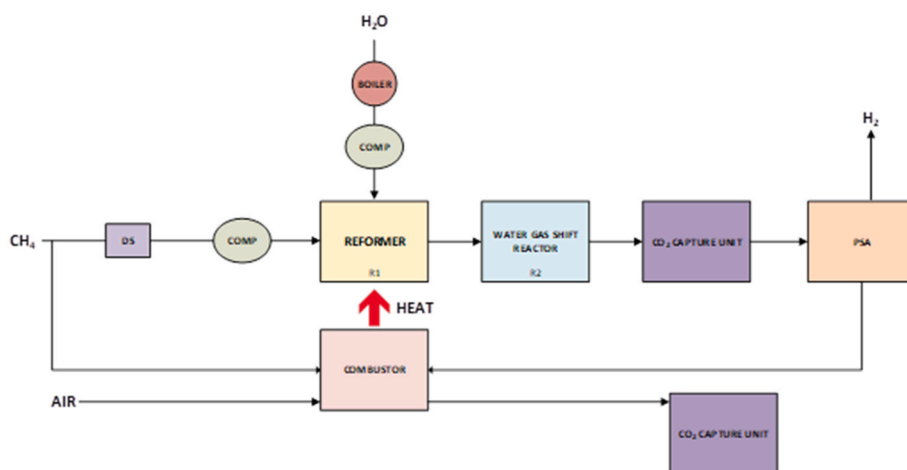 H₂O
BOILER
COMP
H₂
CH₄
DS
COMP
REFORMER
R1
WATER GAS SHIFT
REACTOR
R2
CO₂ CAPTURE UNIT
PSA
HEAT
COMBUSTOR
AIR
CO₂ CAPTURE UNIT